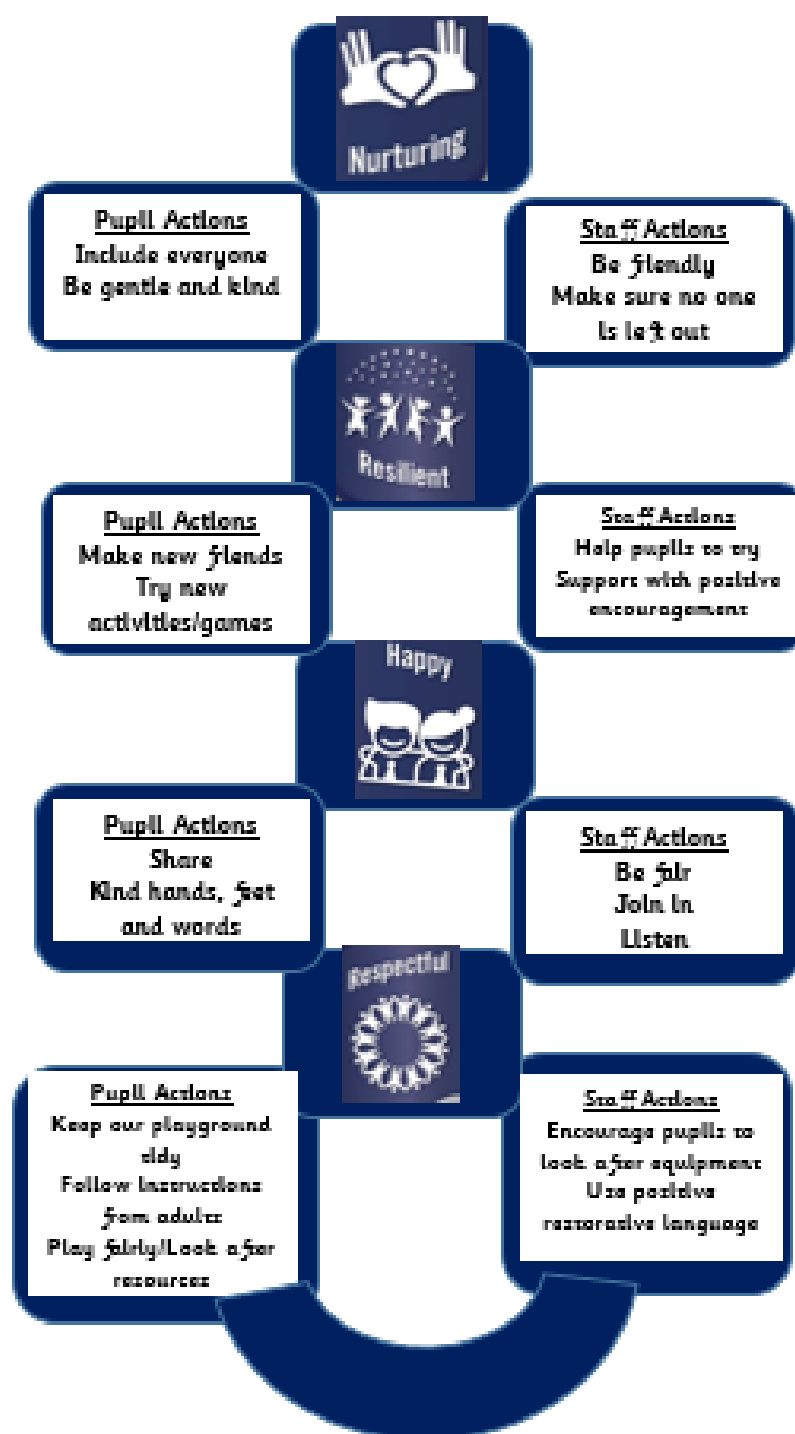 Nurturing
Pupil Actions
Include everyone
Be gentle and kind
Staff Actions
Be friendly
Make sure no one
is left out
Resilient
Pupil Actions
Make new friends
Try new
activities/games
Staff Actions
Help pupils to try
Support with positive
encouragement
Happy
Pupil Actions
Share
Kind hands, feet
and words
Staff Actions
Be fair
Join in
Listen
Respectful
Pupil Actions
Keep our playground
tidy
Follow instructions
from adults
Play fairly/Look after
resources
Staff Actions
Encourage pupils to
look after equipment
Use positive
restorative language